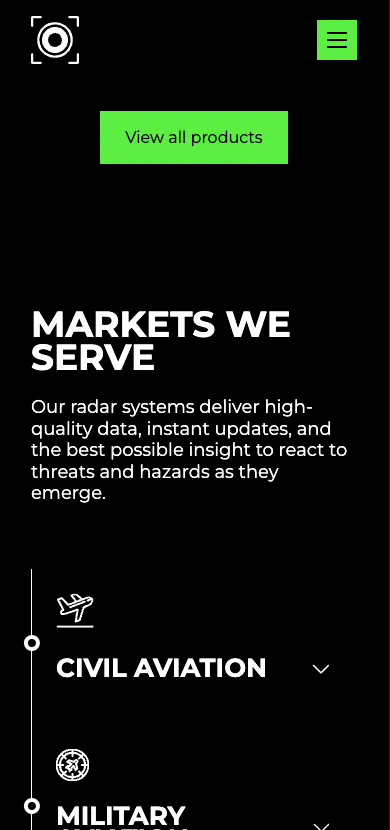 View all products
MARKETS WE
SERVE
Our radar systems deliver high-
quality data, instant updates, and
the best possible insight to react to
threats and hazards as they
emerge.
CIVIL AVIATION
MILITARY
AVIATION